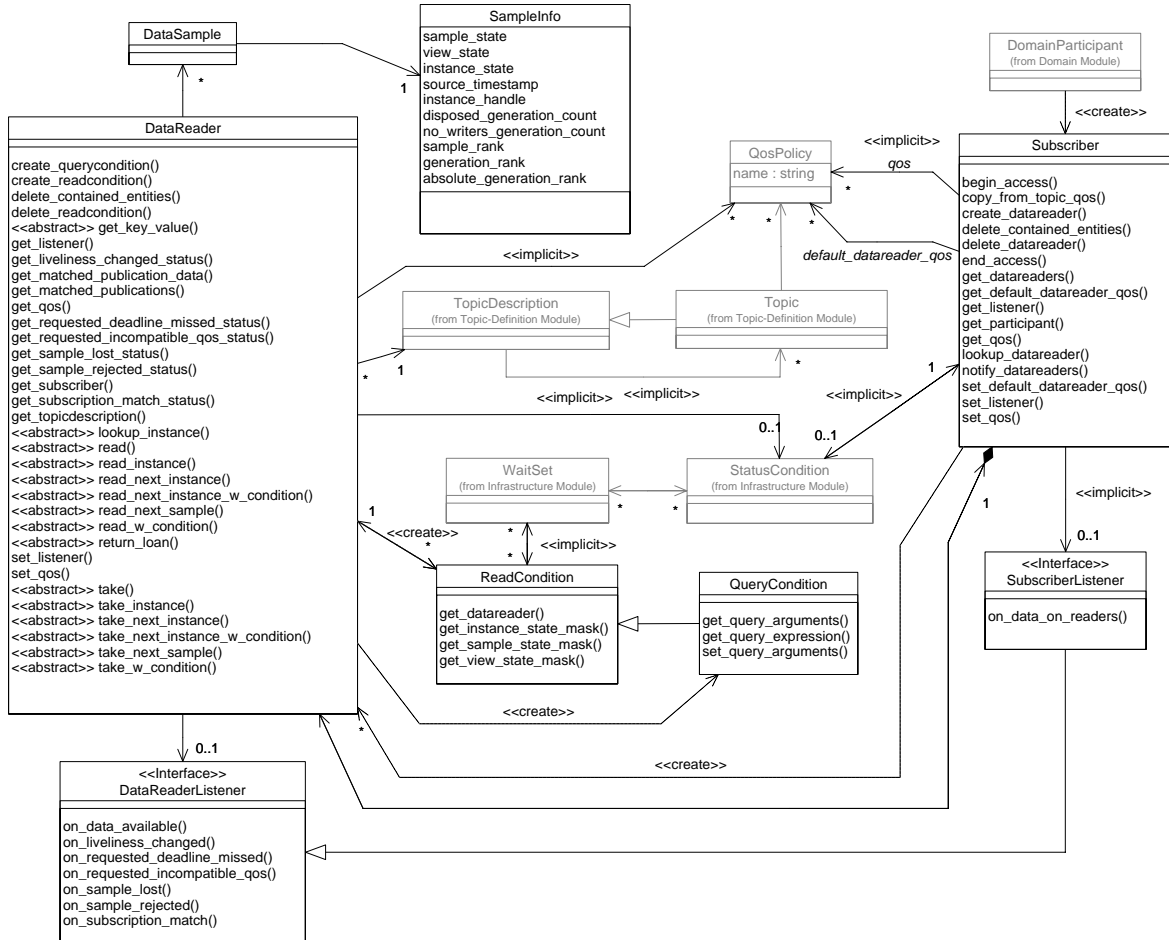 DataSample
*
SampleInfo
sample_state
view_state
instance_state
source_timestamp
instance_handle
disposed_generation_count
no_writers_generation_count
sample_rank
generation_rank
absolute_generation_rank
1
DomainParticipant
(from Domain Module)
<<create>>
DataReader
create_querycondition()
create_readcondition()
delete_contained_entities()
delete_readcondition()
<<abstract>> get_key_value()
get_listener()
get_liveliness_changed_status()
get_matched_publication_data()
get_matched_publications()
get_qos()
get_requested_deadline_missed_status()
get_requested_incompatible_qos_status()
get_sample_lost_status()
get_sample_rejected_status()
get_subscriber()
get_subscription_match_status()
get_topicdescription()
<<abstract>> lookup_instance()
<<abstract>> read()
<<abstract>> read_instance()
<<abstract>> read_next_instance()
<<abstract>> read_next_instance_w_condition()
<<abstract>> read_next_sample()
<<abstract>> read_w_condition()
<<abstract>> return_loan()
set_listener()
set_qos()
<<abstract>> take()
<<abstract>> take_instance()
<<abstract>> take_next_instance()
<<abstract>> take_next_instance_w_condition()
<<abstract>> take_next_sample()
<<abstract>> take_w_condition()
QosPolicy
name : string
<<implicit>>
qos
*
*
*
*
default_datareader_qos
<<implicit>>
Subscriber
begin_access()
copy_from_topic_qos()
create_datareader()
delete_contained_entities()
delete_datareader()
end_access()
get_datareaders()
get_default_datareader_qos()
get_listener()
get_participant()
get_qos()
lookup_datareader()
notify_datareaders()
set_default_datareader_qos()
set_listener()
set_qos()
TopicDescription
(from Topic-Definition Module)
Topic
(from Topic-Definition Module)
*
1
*
<<implicit>>
<<implicit>>
<<implicit>>
1
0..1
0..1
WaitSet
(from Infrastructure Module)
StatusCondition
(from Infrastructure Module)
*
*
1
<<create>>
*
*
*
<<implicit>>
ReadCondition
get_datareader()
get_instance_state_mask()
get_sample_state_mask()
get_view_state_mask()
QueryCondition
get_query_arguments()
get_query_expression()
set_query_arguments()
1
<<implicit>>
0..1
<<Interface>>
SubscriberListener
on_data_on_readers()
<<create>>
*
<<create>>
0..1
<<Interface>>
DataReaderListener
on_data_available()
on_liveliness_changed()
on_requested_deadline_missed()
on_requested_incompatible_qos()
on_sample_lost()
on_sample_rejected()
on_subscription_match()